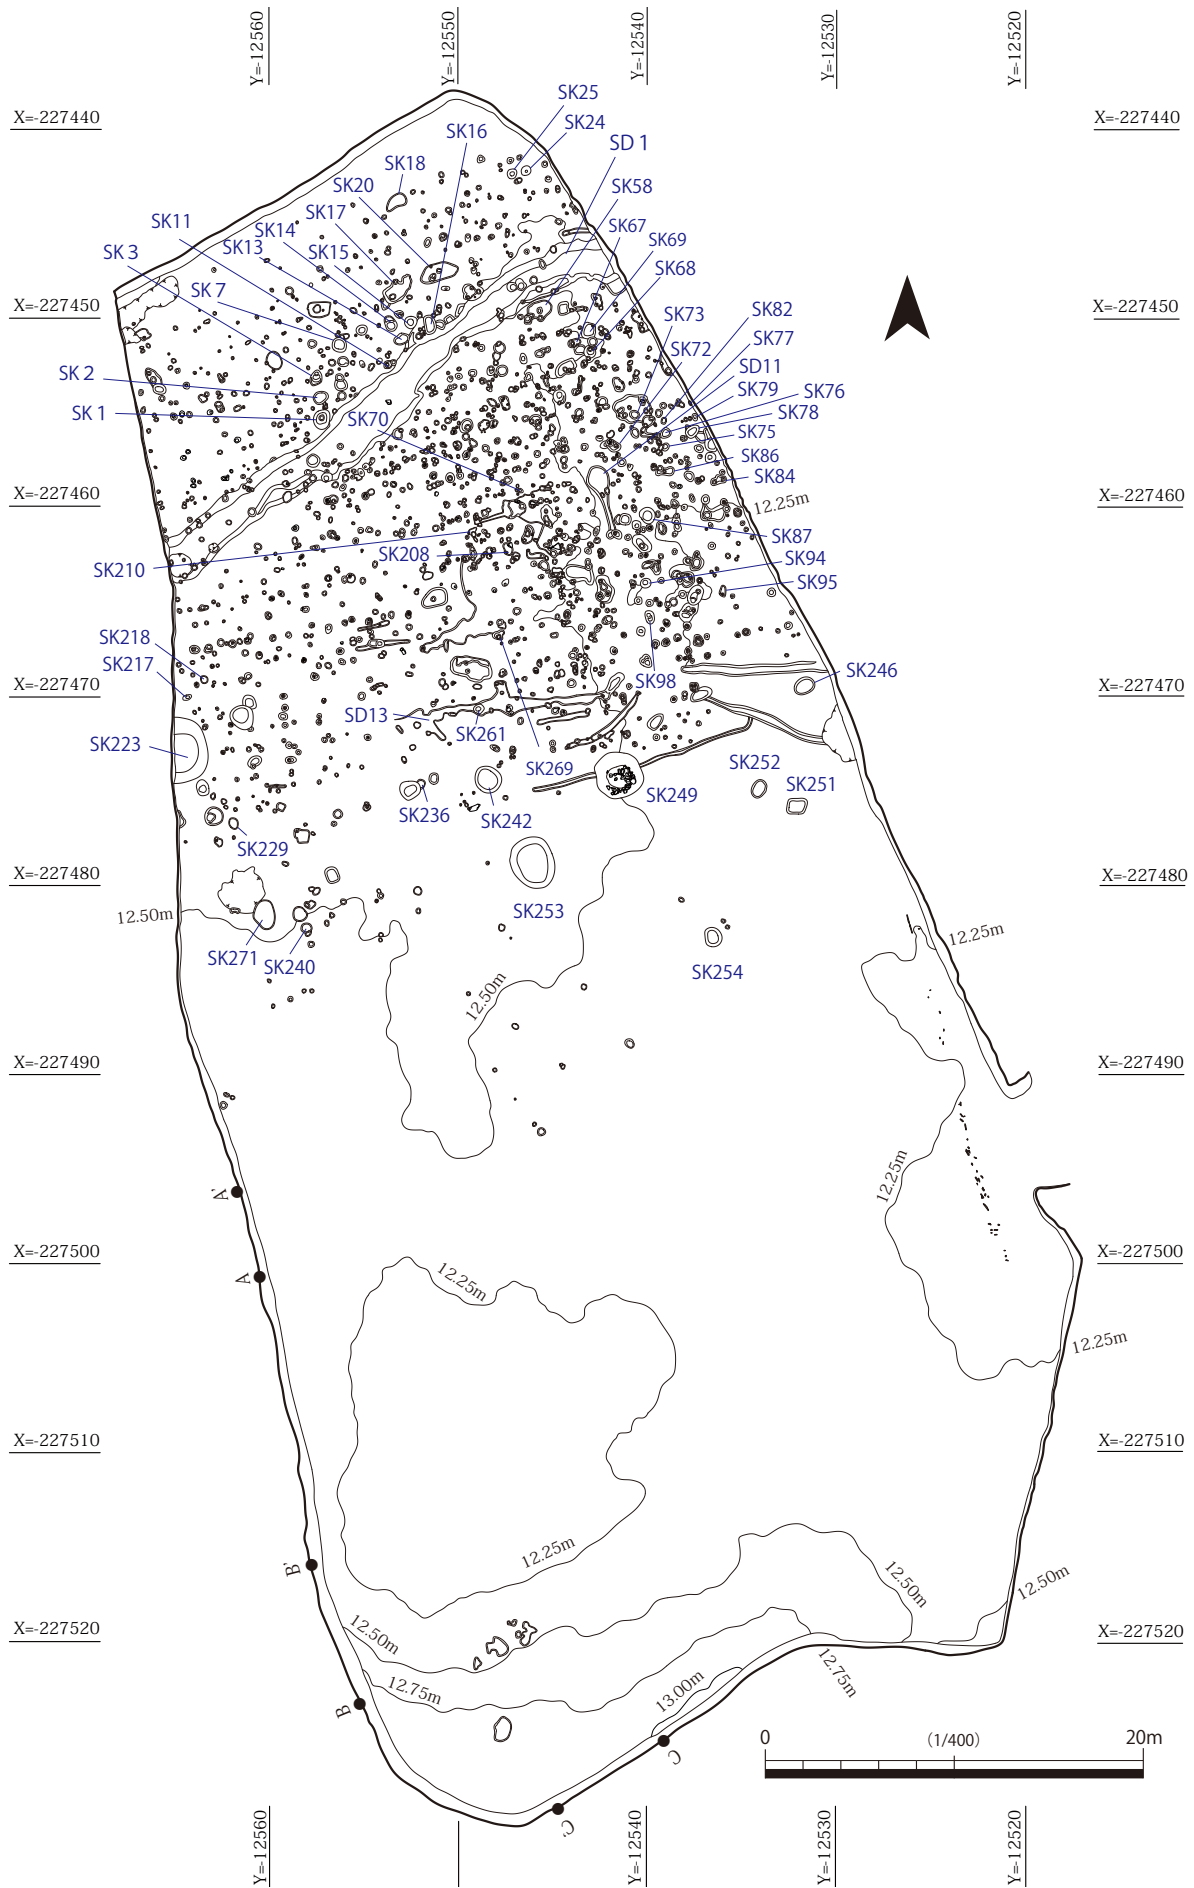 Y=-12560
Y=-12550
Y=-12540
Y=-12530
Y=-12520
X=-227440
X=-227440
SK25
SK24
SK16
SD 1
SK18
SK20
SK58
SK17
SK11
SK14
SK67
SK13
SK15
SK69
SK 3
SK68
SK 7
X=-227450
X=-227450
SK73
SK82
SK72
SK77
SD11
SK 2
SK79
SK76
SK 1
SK70
SK78
SK75
SK86
SK84
X=-227460
X=-227460
12.25m
SK87
SK208
SK210
SK94
SK95
SK218
SK217
SK98
SK246
X=-227470
X=-227470
SD13
SK261
SK223
SK269
SK252
SK249
SK251
SK236
SK242
SK229
X=-227480
X=-227480
12.50m
SK253
12.25m
SK271
SK240
SK254
12.50m
X=-227490
X=-227490
12.25m
A'
X=-227500
X=-227500
A
12.25m
12.25m
X=-227510
X=-227510
12.25m
B'
12.50m
12.50m
X=-227520
12.50m
X=-227520
12.75m
12.75m
13.00m
B
C
0
(1/400)
20m
C'
Y=-12560
Y=-12540
Y=-12530
Y=-12520